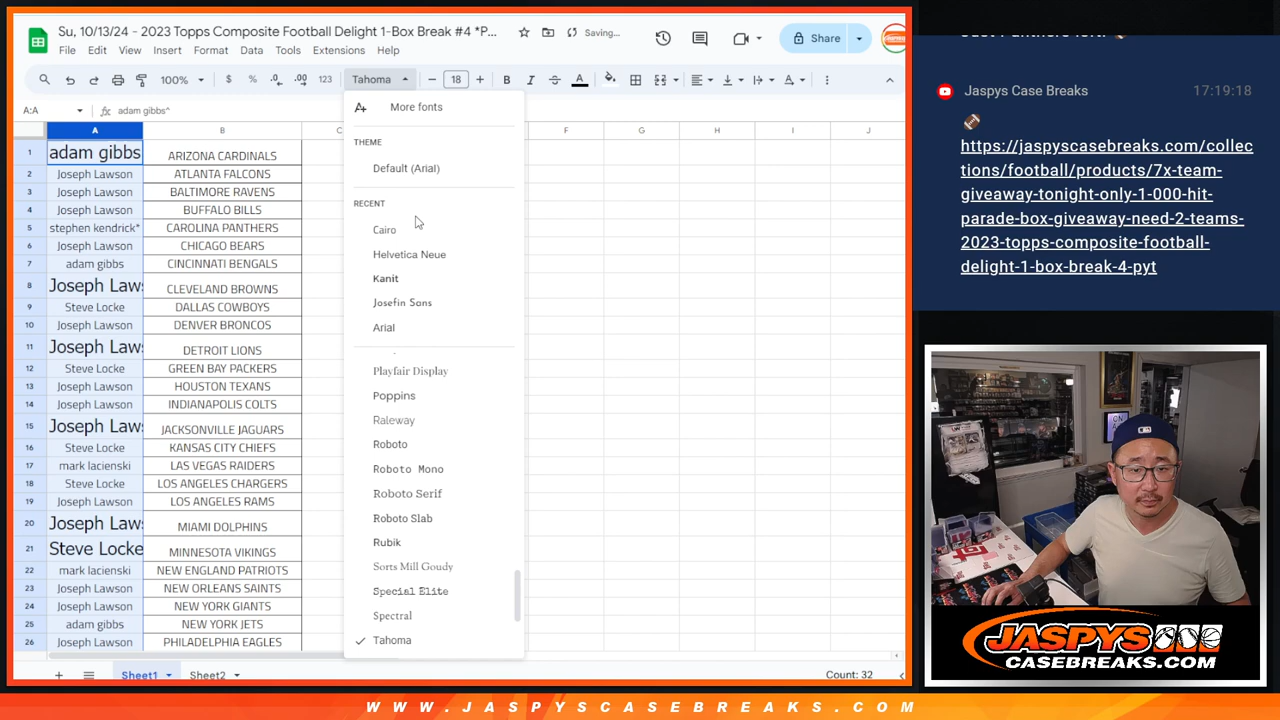 Su, 10/13/24 - 2023 Topps Composite Football Delight 1-Box Break #4 *P...
Saving...
Share
File Edit View Insert Format Data Tools Extensions Help
100% $ % .0 .00 123 Tahoma 18 B I A
A:A fx adam gibbs^
A B C F G H I J
1 adam gibbs ARIZONA CARDINALS
2 Joseph Lawson ATLANTA FALCONS
3 Joseph Lawson BALTIMORE RAVENS
4 Joseph Lawson BUFFALO BILLS
5 stephen kendrick* CAROLINA PANTHERS
6 Joseph Lawson CHICAGO BEARS
7 adam gibbs CINCINNATI BENGALS
8 Joseph Laws CLEVELAND BROWNS
9 Steve Locke DALLAS COWBOYS
10 Joseph Lawson DENVER BRONCOS
11 Joseph Laws DETROIT LIONS
12 Steve Locke GREEN BAY PACKERS
13 Joseph Lawson HOUSTON TEXANS
14 Joseph Lawson INDIANAPOLIS COLTS
15 Joseph Laws JACKSONVILLE JAGUARS
16 Steve Locke KANSAS CITY CHIEFS
17 mark lacienski LAS VEGAS RAIDERS
18 Steve Locke LOS ANGELES CHARGERS
19 Joseph Lawson LOS ANGELES RAMS
20 Joseph Laws MIAMI DOLPHINS
21 Steve Locke MINNESOTA VIKINGS
22 mark lacienski NEW ENGLAND PATRIOTS
23 Joseph Lawson NEW ORLEANS SAINTS
24 Joseph Lawson NEW YORK GIANTS
25 adam gibbs NEW YORK JETS
26 Joseph Lawson PHILADELPHIA EAGLES
More fonts
THEME
Default (Arial)
RECENT
Cairo
Helvetica Neue
Kanit
Josefin Sans
Arial
Playfair Display
Poppins
Raleway
Roboto
Roboto Mono
Roboto Serif
Roboto Slab
Rubik
Sorts Mill Goudy
Special Elite
Spectral
Tahoma
Sheet1 Sheet2 Count: 32
Jaspys Case Breaks 17:19:18
https://jaspyscasebreaks.com/collec
tions/football/products/7x-team-
giveaway-tonight-only-1-000-hit-
parade-box-giveaway-need-2-teams-
2023-topps-composite-football-
delight-1-box-break-4-pyt
JASPYS
CASEBREAKS.COM
WWW.JASPYSCASEBREAKS.COM